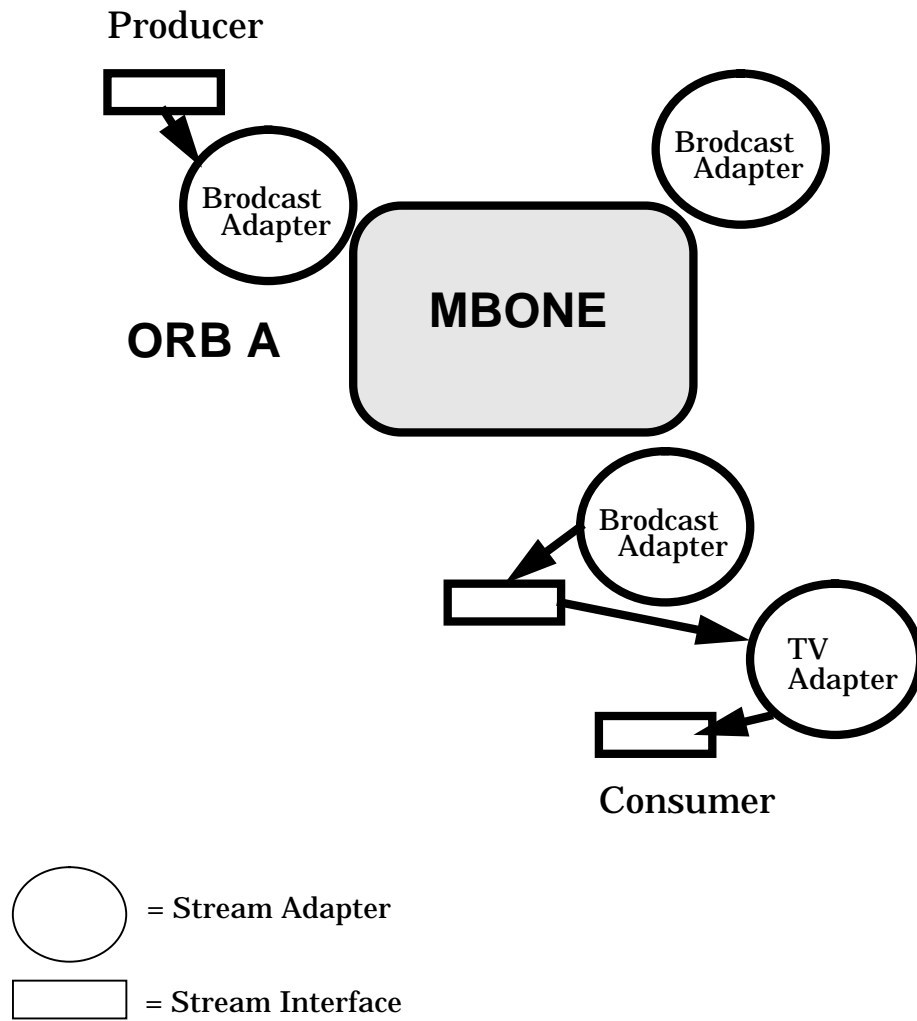 Producer
Brodcast
Adapter
Brodcast
Adapter
MBONE
ORB A
Brodcast
Adapter
TV
Adapter
Consumer
= Stream Adapter
= Stream Interface